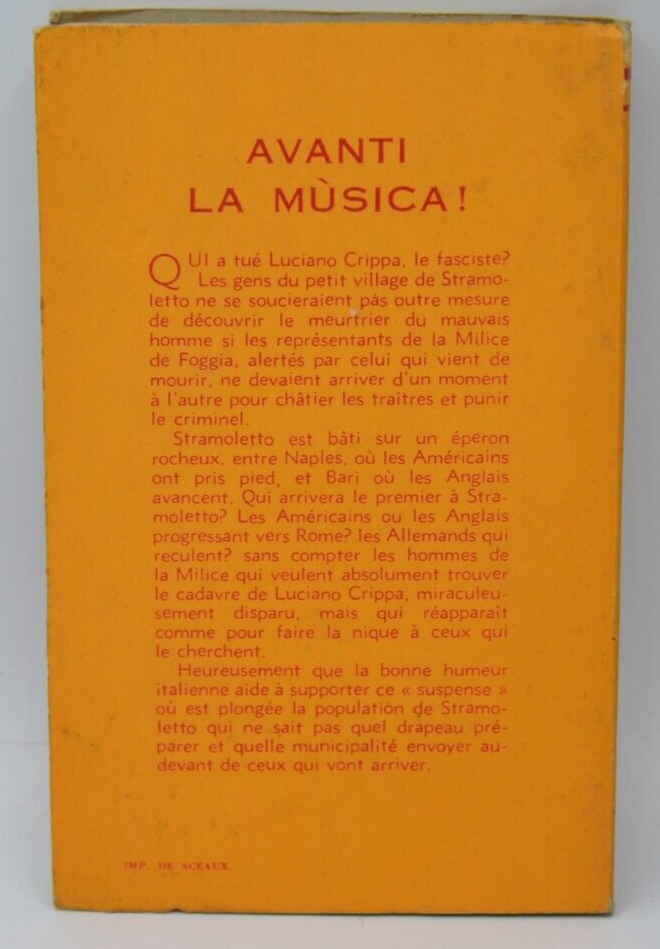 AVANTI
LA MÙSICA!
QUI a tué Luciano Crippa, le fasciste?
Les gens du petit village de Stramo-
letto ne se soucieraient pas outre mesure
de découvrir le meurtrier du mauvais
homme si les représentants de la Milice
de Foggia, alertés par celui qui vient de
mourir, ne devaient arriver d'un moment
à l'autre pour châtier les traîtres et punir
le criminel.
Stramoletto est bâti sur un éperon
rocheux, entre Naples, où les Américains
ont pris pied, et Bari où les Anglais
avancent. Qui arrivera le premier à Stra-
moletto? Les Américains ou les Anglais
progressant vers Rome? les Allemands qui
reculent? sans compter les hommes de
la Milice qui veulent absolument trouver
le cadavre de Luciano Crippa, miraculeu-
sement disparu, mais qui réapparaît
comme pour faire la nique à ceux qui
le cherchent.
Heureusement que la bonne humeur
italienne aide à supporter ce « suspense »
où est plongée la population de Stramo-
letto qui ne sait pas quel drapeau pré-
parer et quelle municipalité envoyer au-
devant de ceux qui vont arriver.
IMP. DE SCEAUX.